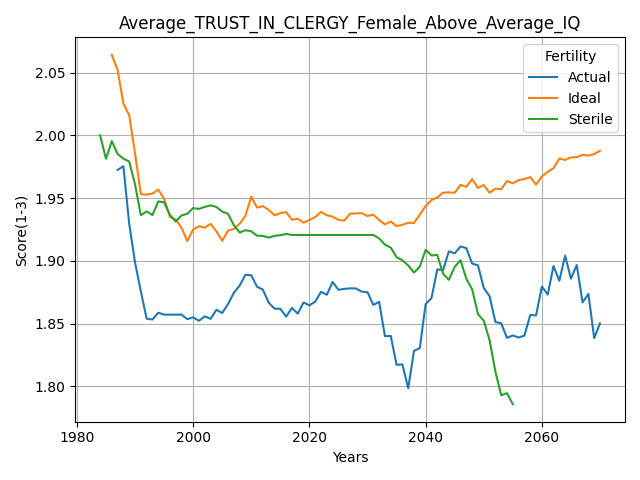 Average_TRUST_IN_CLERGY_Female_Above_Average_IQ
Fertility
Actual
Ideal
Sterile
Score(1-3)
2.05
2.00
1.95
1.90
1.85
1.80
1980
2000
2020
2040
2060
Years